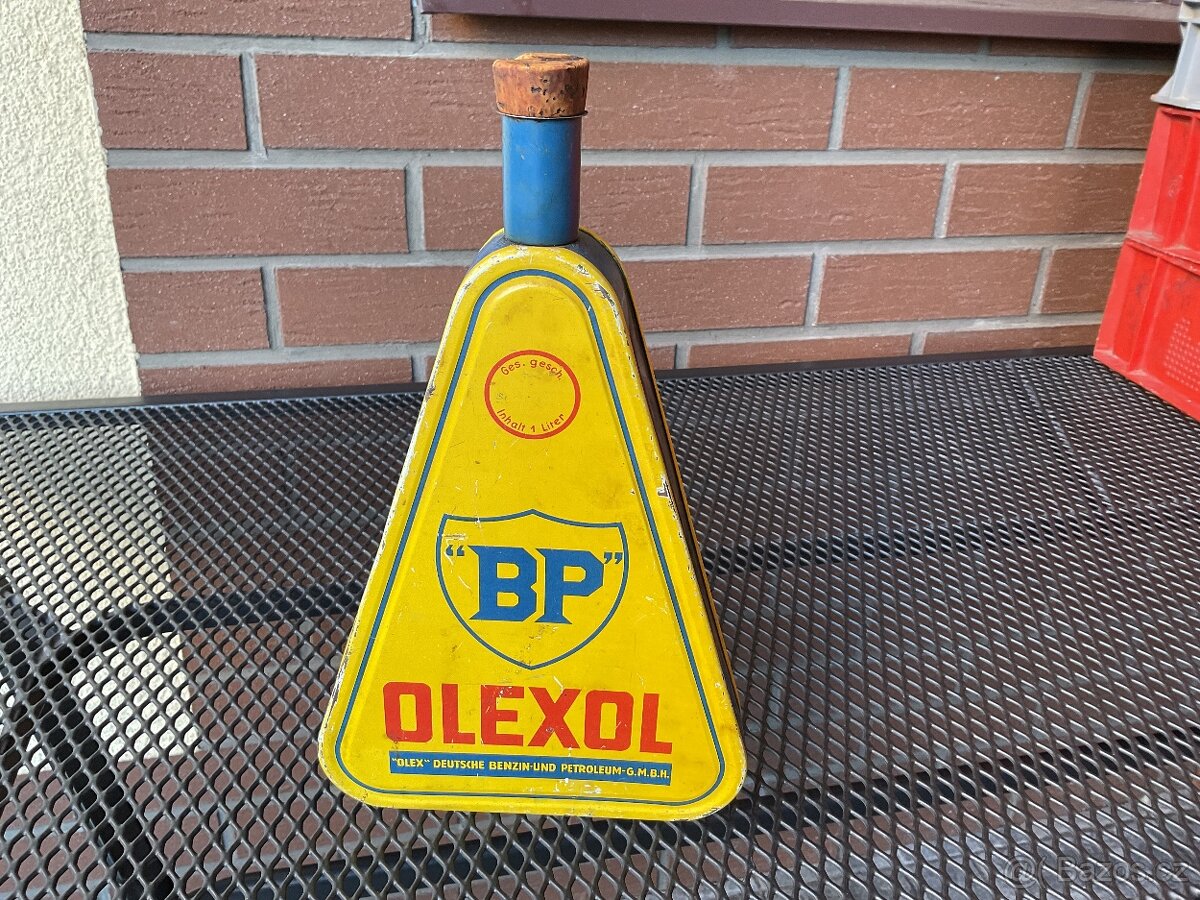 Ges. gesch.
Inhalt 1 Liter
"BP"
OLEXOL
"OLEX" DEUTSCHE BENZIN-UND PETROLEUM-G.M.B.H.
Bazos.cz